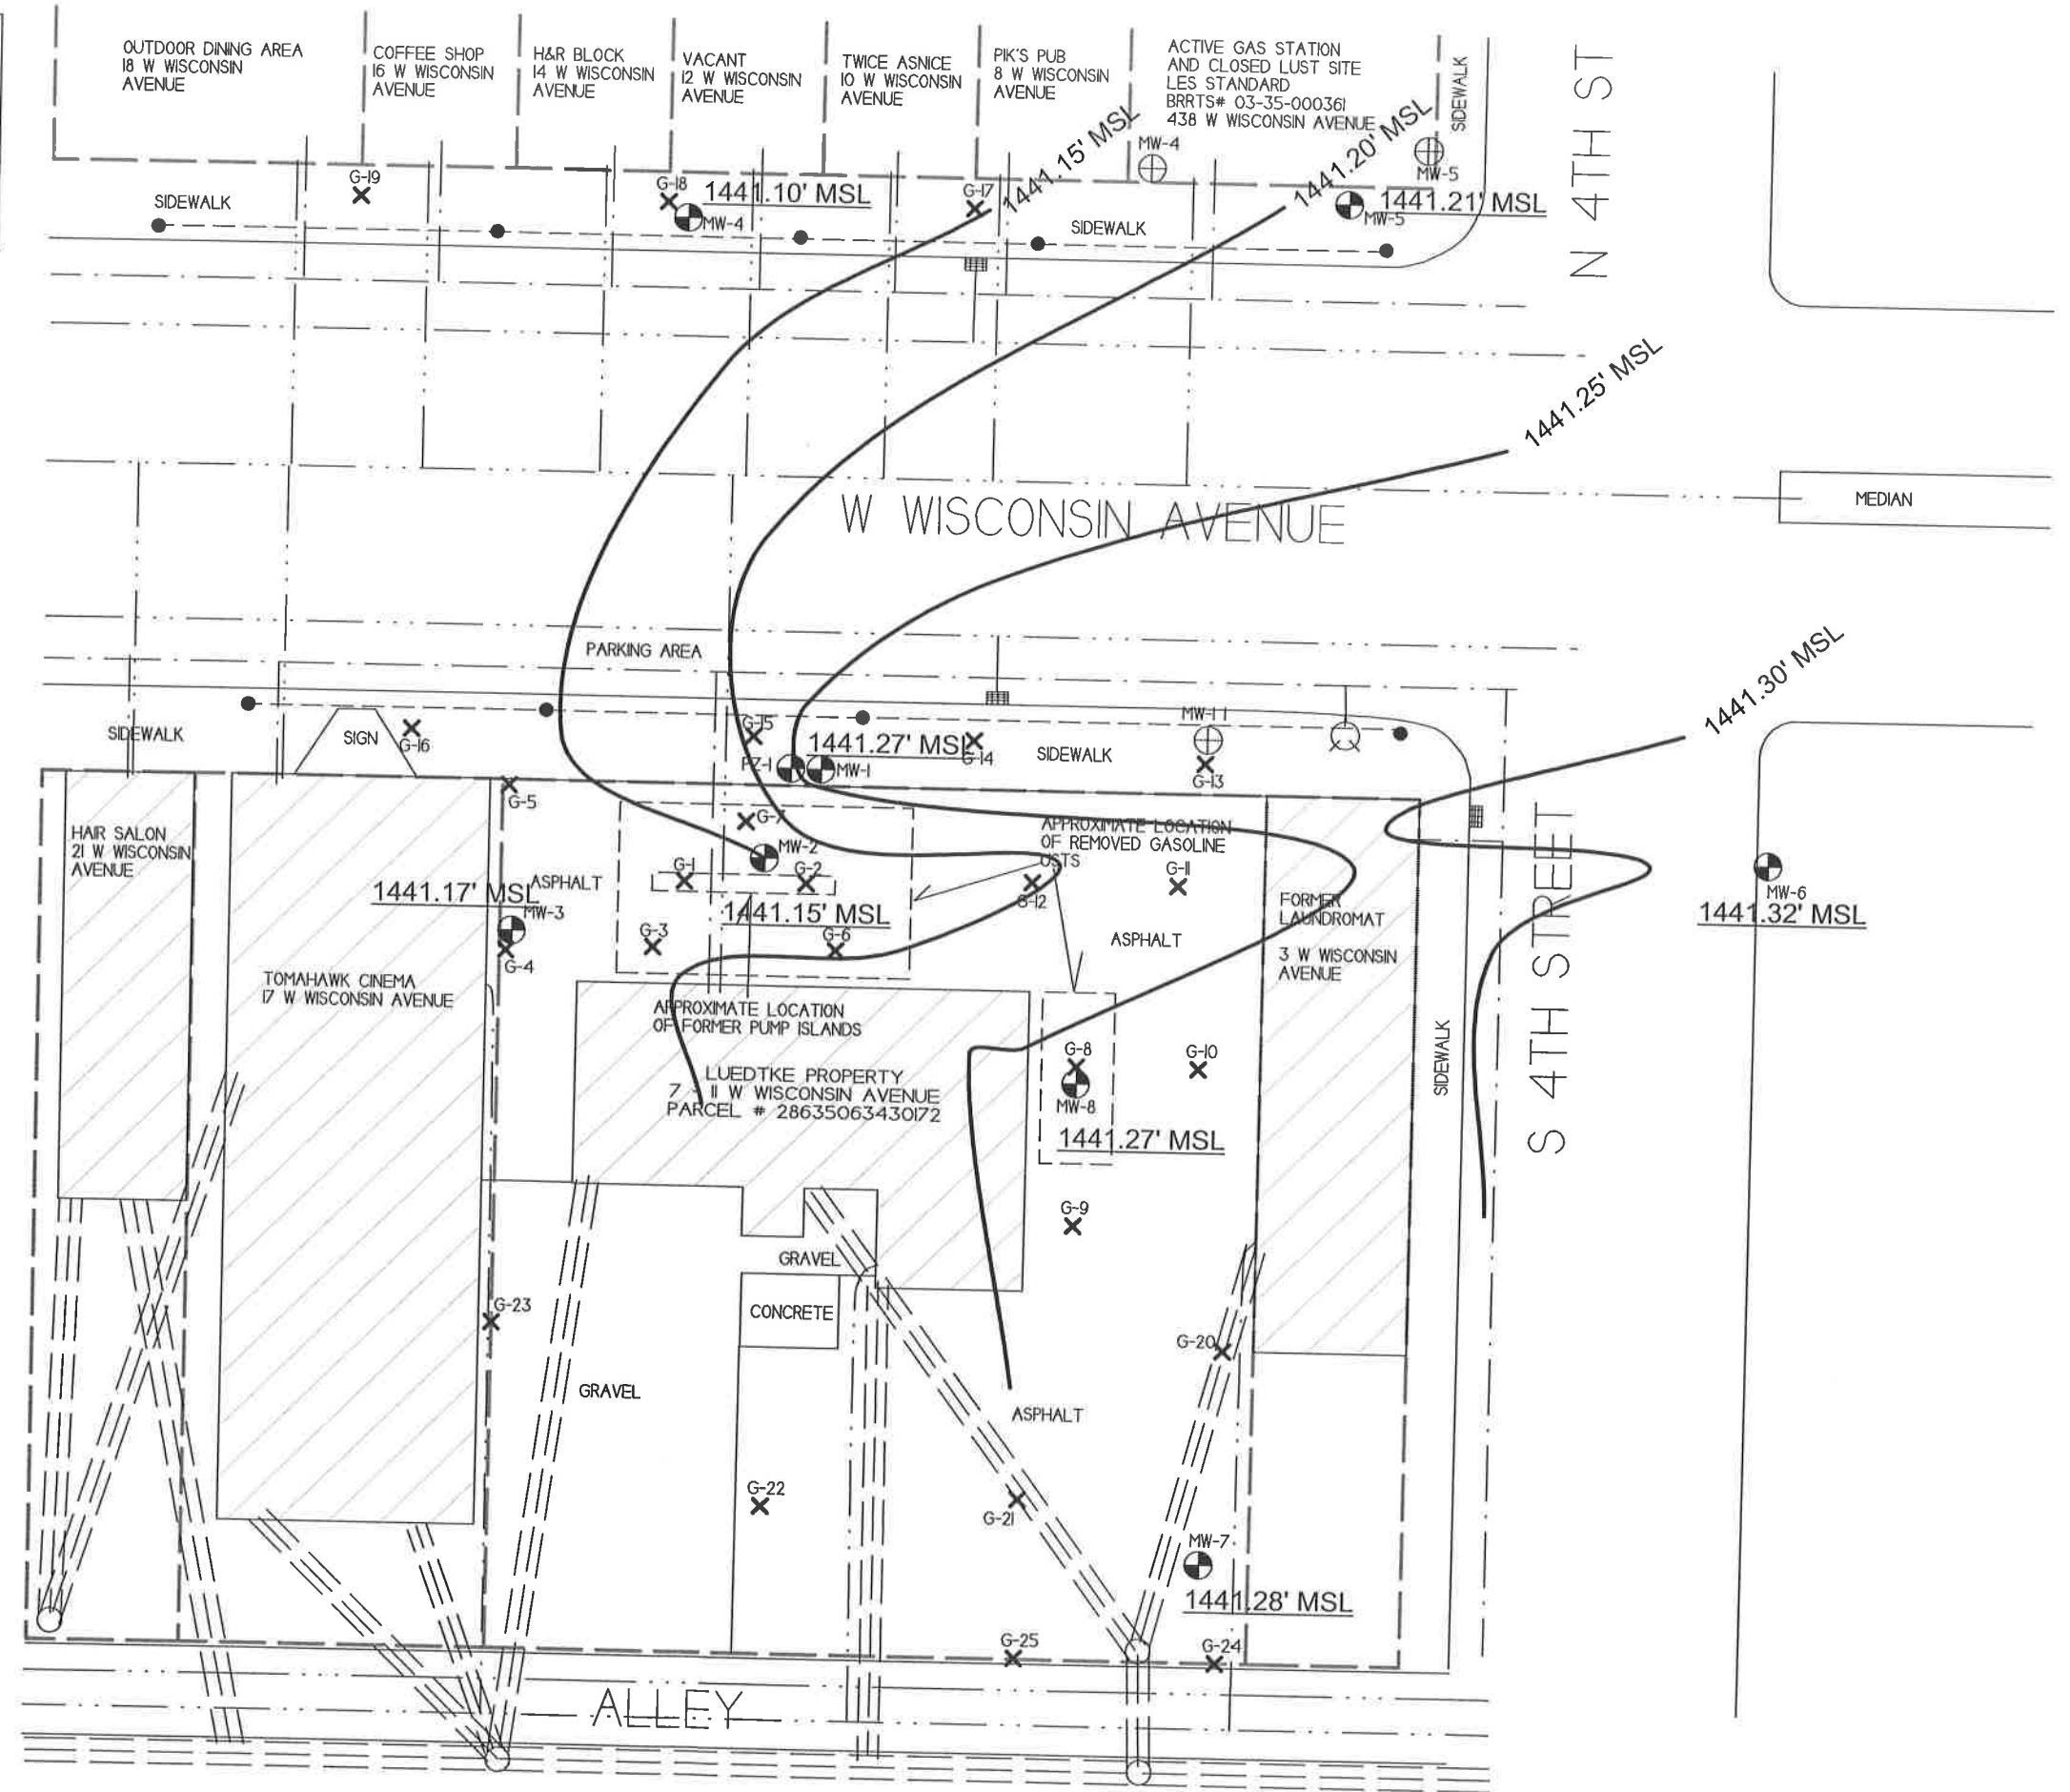 OUTDOOR DINING AREA
18 W WISCONSIN
AVENUE
COFFEE SHOP
16 W WISCONSIN
AVENUE
H&R BLOCK
14 W WISCONSIN
AVENUE
VACANT
12 W WISCONSIN
AVENUE
TWICE ASNICE
10 W WISCONSIN
AVENUE
PIK'S PUB
8 W WISCONSIN
AVENUE
ACTIVE GAS STATION
AND CLOSED LUST SITE
LES STANDARD
BRRTS# 03-35-000361
438 W WISCONSIN AVENUE
SIDEWALK
N 4TH ST
1441.15' MSL
1441.20' MSL
MW-4
MW-5
G-19
G-18
1441.10' MSL
MW-4
G-17
SIDEWALK
SIDEWALK
1441.21' MSL
MW-5
1441.25' MSL
W WISCONSIN AVENUE
MEDIAN
PARKING AREA
1441.30' MSL
SIDEWALK
SIGN
G-16
G-15
1441.27' MSL
G-14
SIDEWALK
MW-11
G-13
PZ-1
MW-1
G-5
HAIR SALON
21 W WISCONSIN
AVENUE
G-7
MW-2
APPROXIMATE LOCATION
OF REMOVED GASOLINE
USTS
G-1
G-2
G-11
G-12
1441.17' MSL
ASPHALT
MW-3
1441.15' MSL
G-3
G-6
G-4
FORMER
LAUNDROMAT
3 W WISCONSIN
AVENUE
ASPHALT
MW-6
1441.32' MSL
S 4TH STREET
TOMAHAWK CINEMA
17 W WISCONSIN AVENUE
APPROXIMATE LOCATION
OF FORMER PUMP ISLANDS
LUEDTKE PROPERTY
7 - 11 W WISCONSIN AVENUE
PARCEL # 28635063430172
G-8
MW-8
G-10
1441.27' MSL
SIDEWALK
G-9
GRAVEL
CONCRETE
G-23
G-20
GRAVEL
ASPHALT
G-22
G-21
MW-7
1441.28' MSL
G-25
G-24
ALLEY